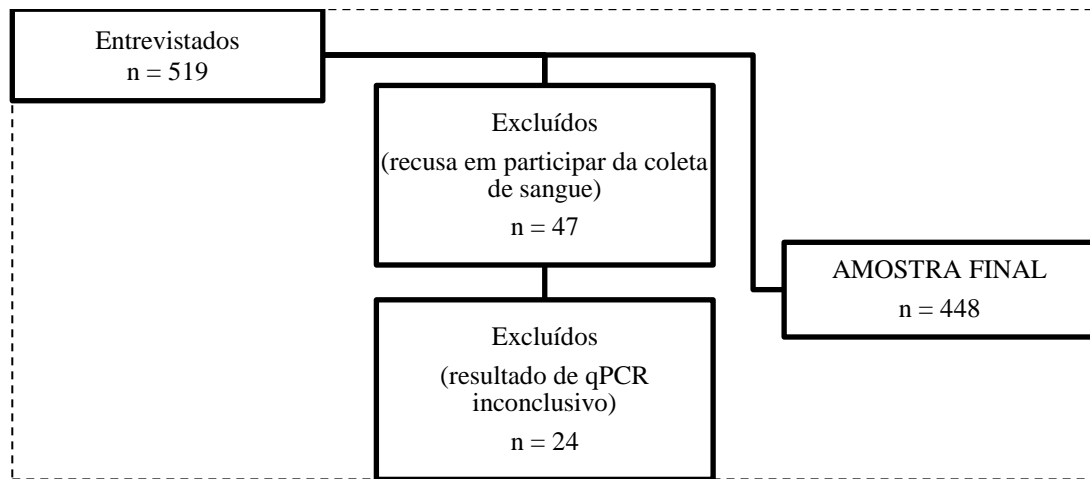 Entrevistados
n = 519
Excluídos
(recusa em participar da coleta
de sangue)
n = 47
AMOSTRA FINAL
n = 448
Excluídos
(resultado de qPCR
inconclusivo)
n = 24